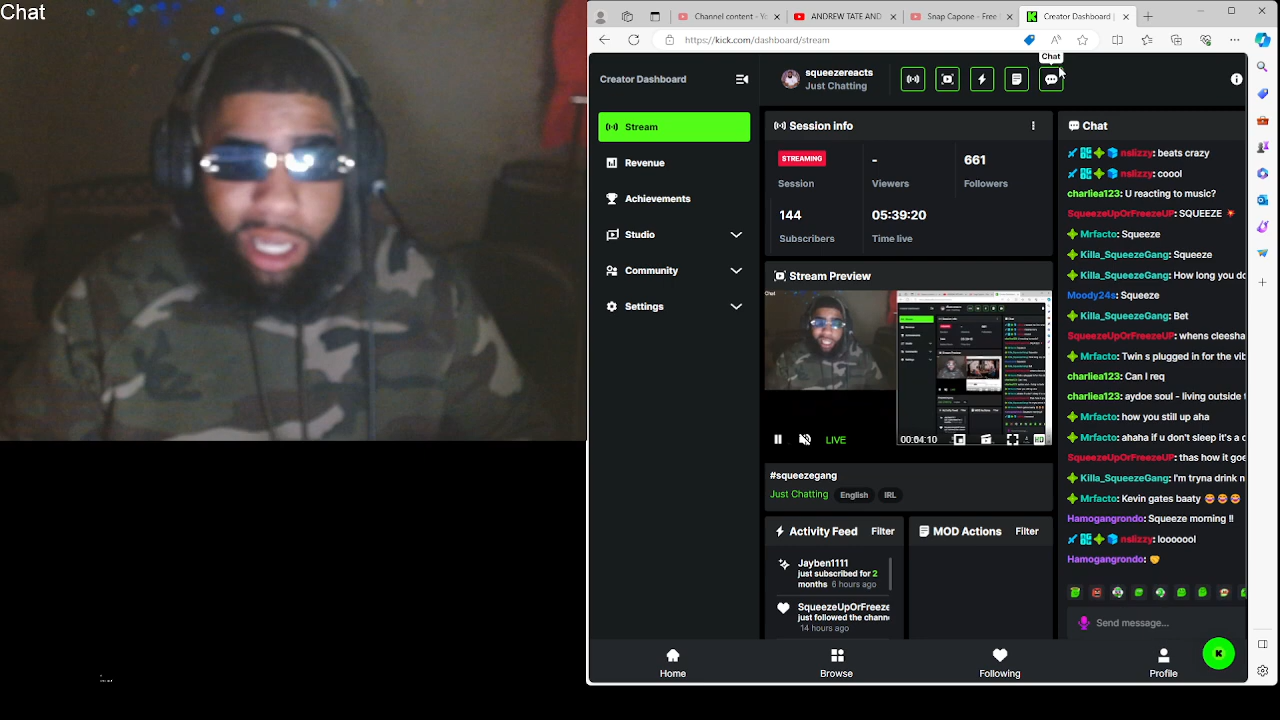 Chat
Channel content - Yo
ANDREW TATE AND
Snap Capone - Free
Creator Dashboard |
https://kick.com/dashboard/stream
Chat
Creator Dashboard
squeezereacts
Just Chatting
Stream
Revenue
Achievements
Studio
Community
Settings
Session info
STREAMING
Session
-
Viewers
661
Followers
144
Subscribers
05:39:20
Time live
Stream Preview
LIVE
00:04:10
HD
#squeezegang
Just Chatting
English
IRL
Activity Feed
Filter
Jayben1111
just subscribed for 2
months 6 hours ago
SqueezeUpOrFreeze
just followed the channe
14 hours ago
MOD Actions
Filter
Chat
nslizzy: beats crazy
nslizzy: coool
charliea123: U reacting to music?
SqueezeUpOrFreezeUP: SQUEEZE
Mrfacto: Squeeze
Killa_SqueezeGang: Squeeze
Killa_SqueezeGang: How long you do
Moody24s: Squeeze
Killa_SqueezeGang: Bet
SqueezeUpOrFreezeUP: whens cleesha
Mrfacto: Twin s plugged in for the vib
charliea123: Can I req
charliea123: aydoe soul - living outside
Mrfacto: how you still up aha
Mrfacto: ahaha if u don't sleep it's a c
SqueezeUpOrFreezeUP: thas how it goe
Killa_SqueezeGang: I'm tryna drink n
Mrfacto: Kevin gates baaty 😍😍😍
Hamogangrondo: Squeeze morning !!
nslizzy: looooool
Hamogangrondo: 🤝
Send message...
K
Home
Browse
Following
Profile